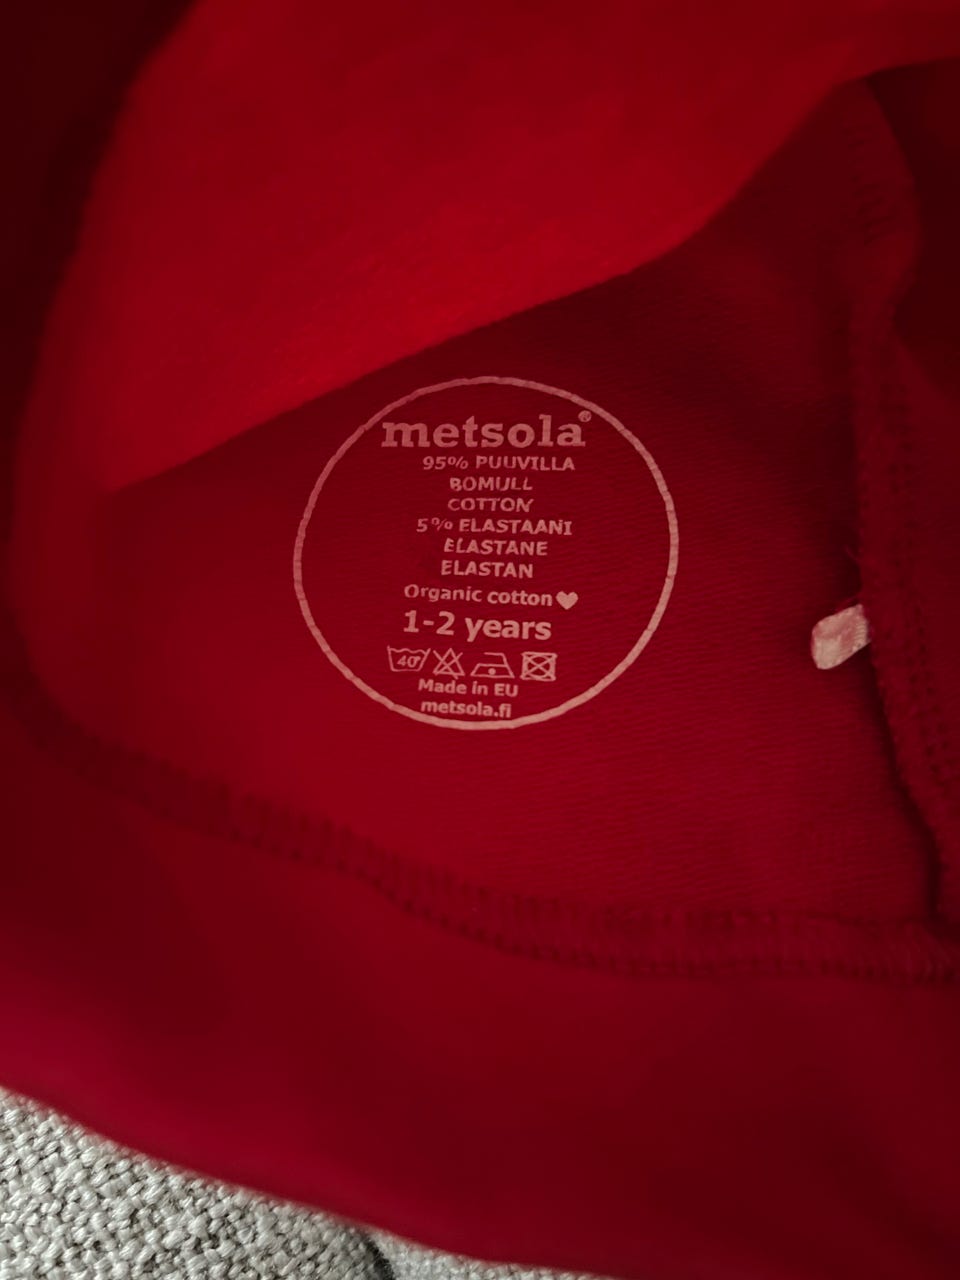 metsola®
95% PUUVILLA
BOMULL
COTTON
5% ELASTAANI
ELASTANE
ELASTAN
Organic cotton♥
1-2 years
40°
Made in EU
metsola.fi